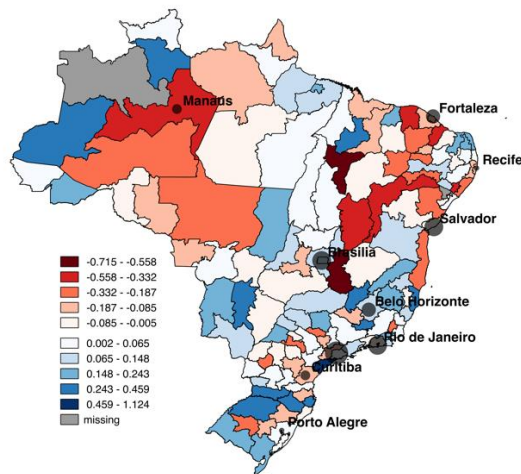 Manaus
Fortaleza
Recife
Salvador
Brasilia
Belo Horizonte
Rio de Janeiro
Curitiba
Porto Alegre
-0.715 - -0.558
-0.558 - -0.332
-0.332 - -0.187
-0.187 - -0.085
-0.085 - -0.005
0.002 - 0.065
0.065 - 0.148
0.148 - 0.243
0.243 - 0.459
0.459 - 1.124
missing